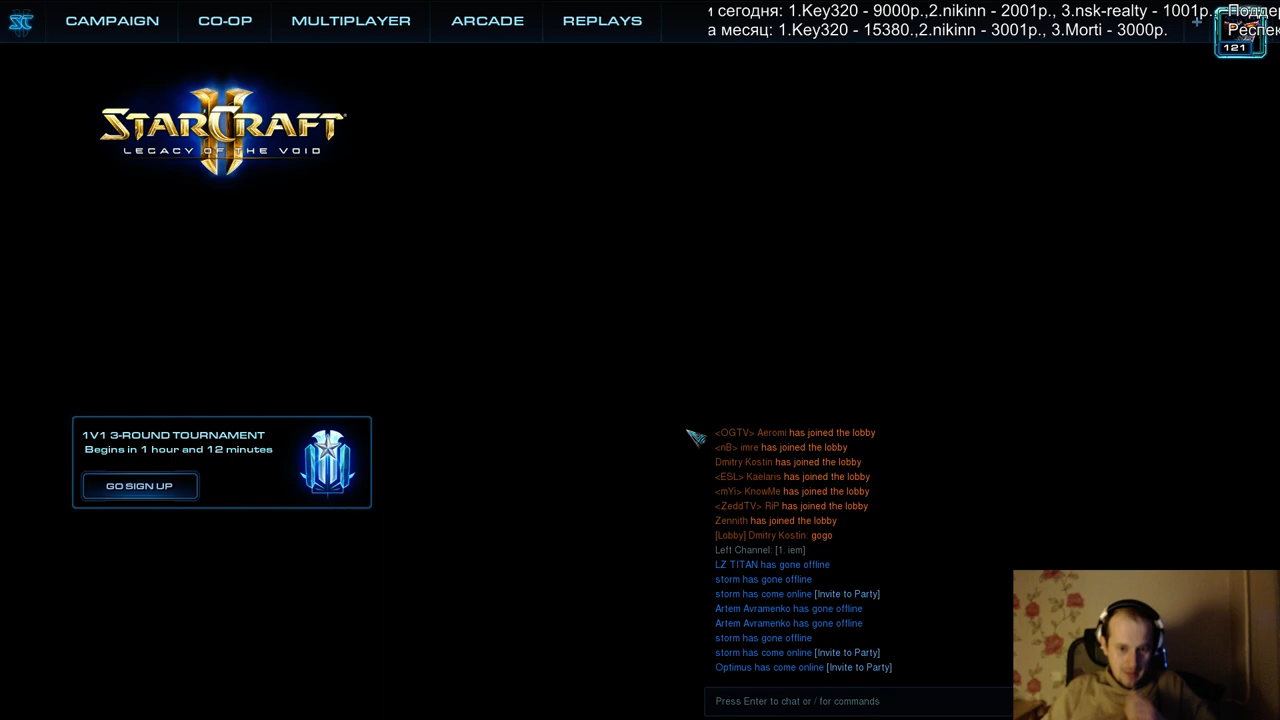 CAMPAIGN CO-OP MULTIPLAYER ARCADE REPLAYS
и сегодня: 1.Key320 - 9000р.,2.nikinn - 2001р., 3.nsk-realty - 1001р.
а месяц: 1.Key320 - 15380.,2.nikinn - 3001р., 3.Morti - 3000р.
121
STARCRAFT II
LEGACY OF THE VOID
1V1 3-ROUND TOURNAMENT
Begins in 1 hour and 12 minutes
GO SIGN UP
<OGTV> Aeromi has joined the lobby
<nB> imre has joined the lobby
Dmitry Kostin has joined the lobby
<ESL> Kaelaris has joined the lobby
<mYi> KnowMe has joined the lobby
<ZeddTV> RiP has joined the lobby
Zennith has joined the lobby
[Lobby] Dmitry Kostin: gogo
Left Channel: [1. iem]
LZ TITAN has gone offline
storm has gone offline
storm has come online [Invite to Party]
Artem Avramenko has gone offline
Artem Avramenko has gone offline
storm has gone offline
storm has come online [Invite to Party]
Optimus has come online [Invite to Party]
Press Enter to chat or / for commands